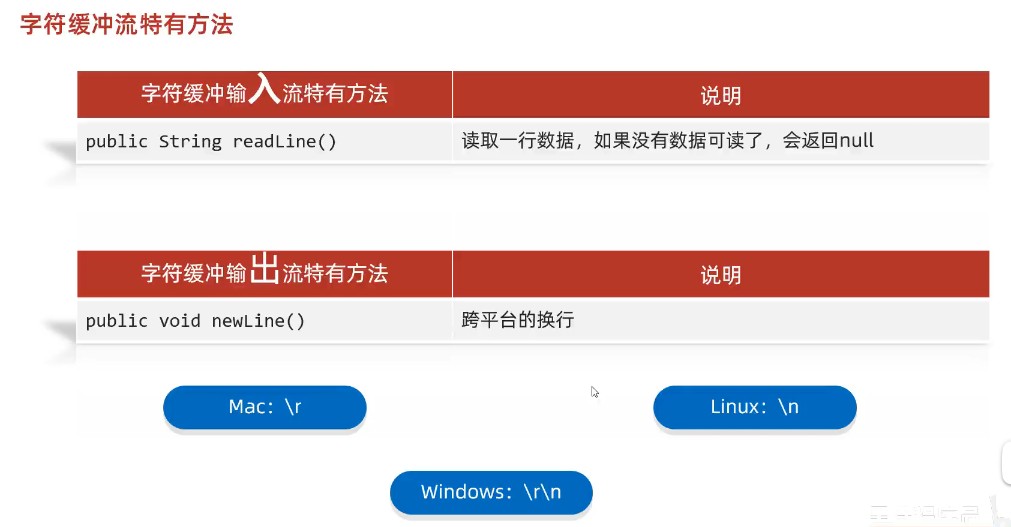 字符缓冲流特有方法
字符缓冲输入流特有方法 说明
public String readLine() 读取一行数据，如果没有数据可读了，会返回null
字符缓冲输出流特有方法 说明
public void newLine() 跨平台的换行
Mac：\r Linux：\n
Windows：\r\n